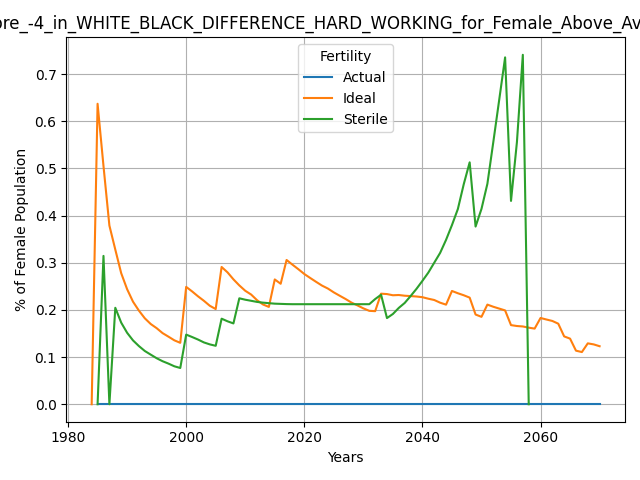 ore_-4_in_WHITE_BLACK_DIFFERENCE_HARD_WORKING_for_Female_Above_Av
Fertility
Actual
Ideal
Sterile
% of Female Population
0.7
0.6
0.5
0.4
0.3
0.2
0.1
0.0
1980 2000 2020 2040 2060
Years